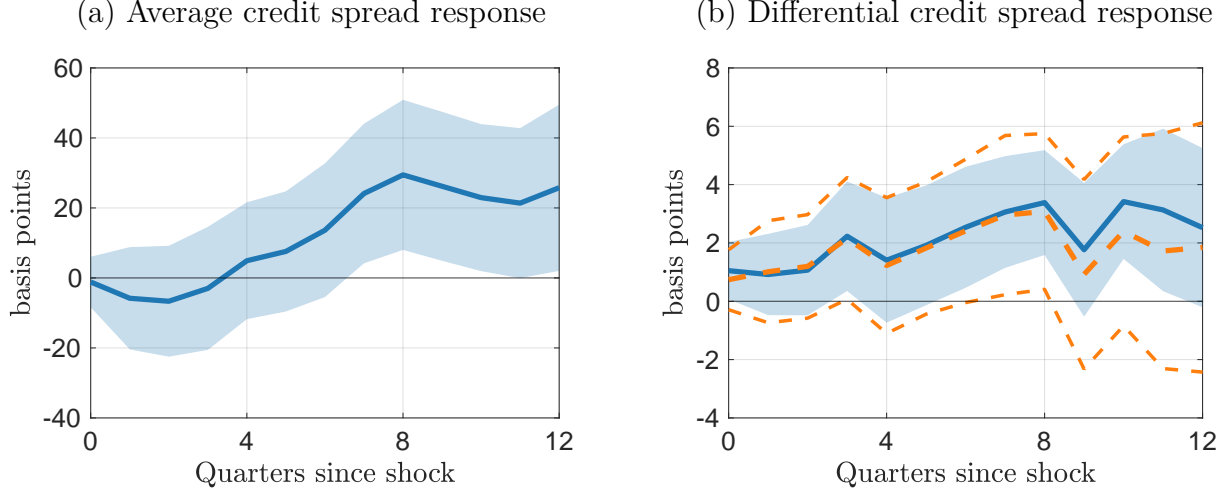 (a) Average credit spread response
60
40
20
0
-20
-40
basis points
0 4 8 12
Quarters since shock
(b) Differential credit spread response
8
6
4
2
0
-2
-4
basis points
0 4 8 12
Quarters since shock